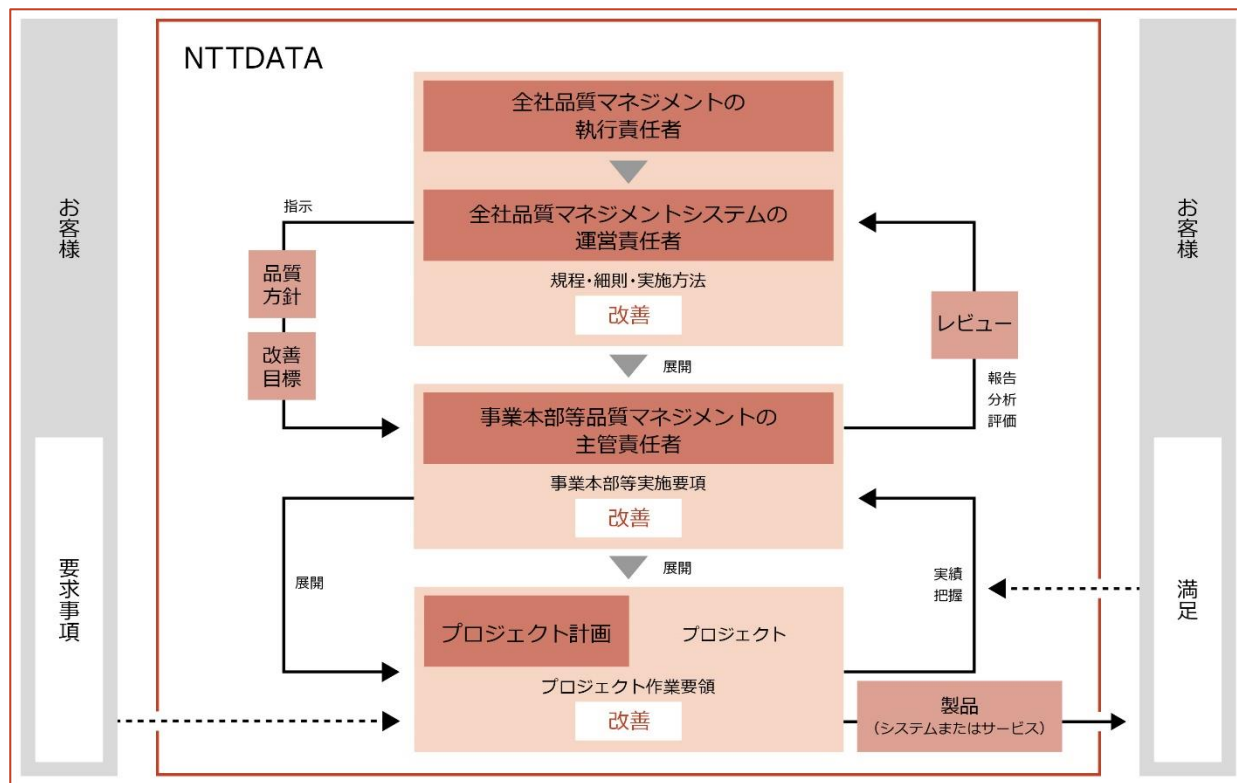 NTTDATA
全社品質マネジメントの
執行責任者
全社品質マネジメントシステムの
運営責任者
規程・細則・実施方法
改善
指示
品質
方針
改善
目標
レビュー
報告
分析
評価
展開
事業本部等品質マネジメントの
主管責任者
事業本部等実施要項
改善
展開
展開
実績
把握
プロジェクト計画
プロジェクト
プロジェクト作業要領
改善
製品
（システムまたはサービス）
お客様
要求事項
お客様
満足